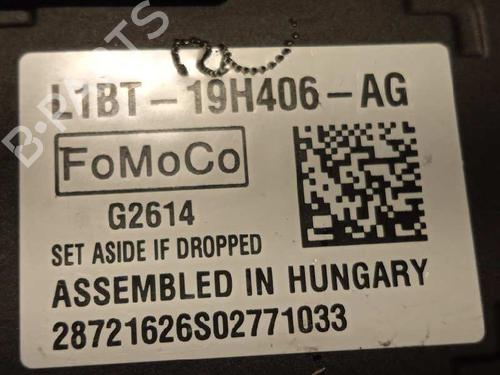 L1BT-19H406-AG
FoMoCo
G2614
SET ASIDE IF DROPPED
ASSEMBLED IN HUNGARY
28721626S02771033
B-PARTS